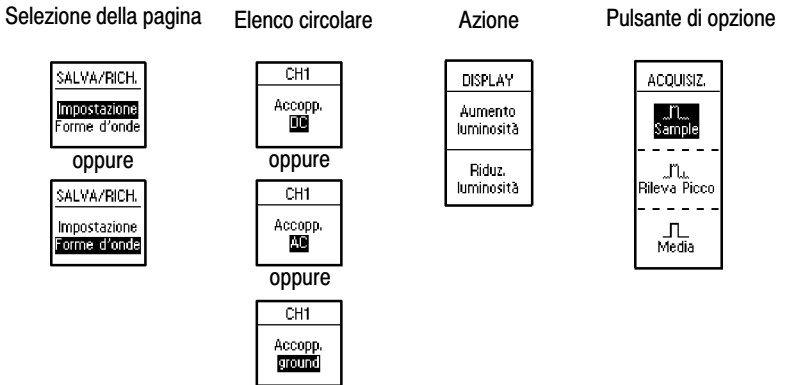 Selezione della pagina
Elenco circolare
Azione
Pulsante di opzione
SALVA/RICH.
Impostazione
Forme d'onde
oppure
SALVA/RICH.
Impostazione
Forme d'onde
CH1
Accopp.
DC
oppure
CH1
Accopp.
AC
oppure
CH1
Accopp.
ground
DISPLAY
Aumento
luminosità
Riduz.
luminosità
ACQUISIZ.
Sample
Rileva Picco
Media